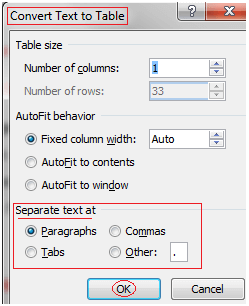 Convert Text to Table
Table size
Number of columns: 1
Number of rows: 33
AutoFit behavior
Fixed column width: Auto
AutoFit to contents
AutoFit to window
Separate text at
Paragraphs Commas
Tabs Other: .
OK Cancel